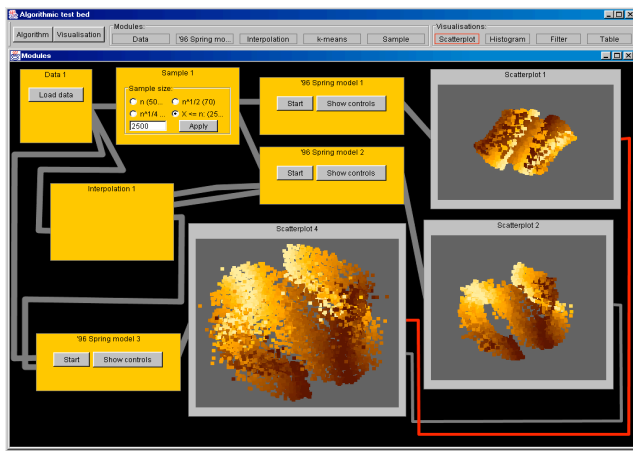 Algorithmic test bed
Algorithm Visualisation
Modules:
Data '96 Spring mo... Interpolation k-means Sample
Visualisations:
Scatterplot Histogram Filter Table
Modules
Data 1
Load data
Sample 1
Sample size:
n (50... n^1/2 (70)
n^1/4 ... X <= n: (25...
2500 Apply
'96 Spring model 1
Start Show controls
Scatterplot 1
'96 Spring model 2
Start Show controls
Interpolation 1
Scatterplot 4
Scatterplot 2
'96 Spring model 3
Start Show controls